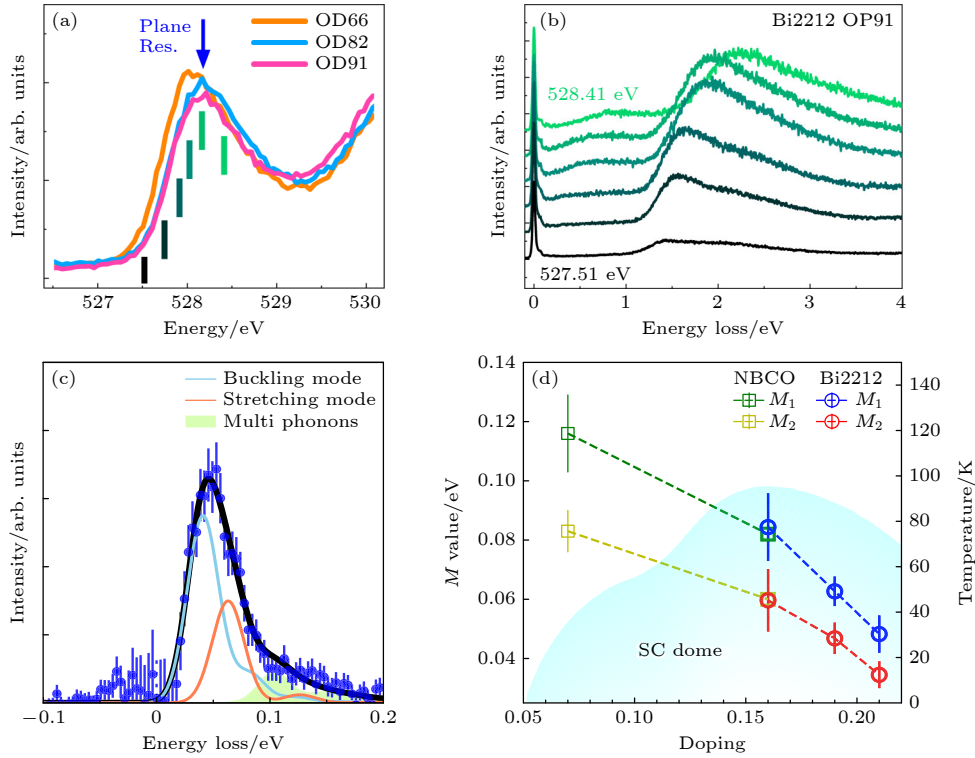 (a)
Plane
Res.
OD66
OD82
OD91
Intensity/arb. units
527
528
529
530
Energy/eV
(b)
Bi2212 OP91
528.41 eV
527.51 eV
Intensity/arb. units
0
1
2
3
4
Energy loss/eV
(c)
Buckling mode
Stretching mode
Multi phonons
Intensity/arb. units
−0.1
0
0.1
0.2
Energy loss/eV
(d)
NBCO Bi2212
M1 M1
M2 M2
SC dome
M value/eV
0.14
0.12
0.10
0.08
0.06
0.04
Temperature/K
140
120
100
80
60
40
20
0
0.05
0.10
0.15
0.20
Doping